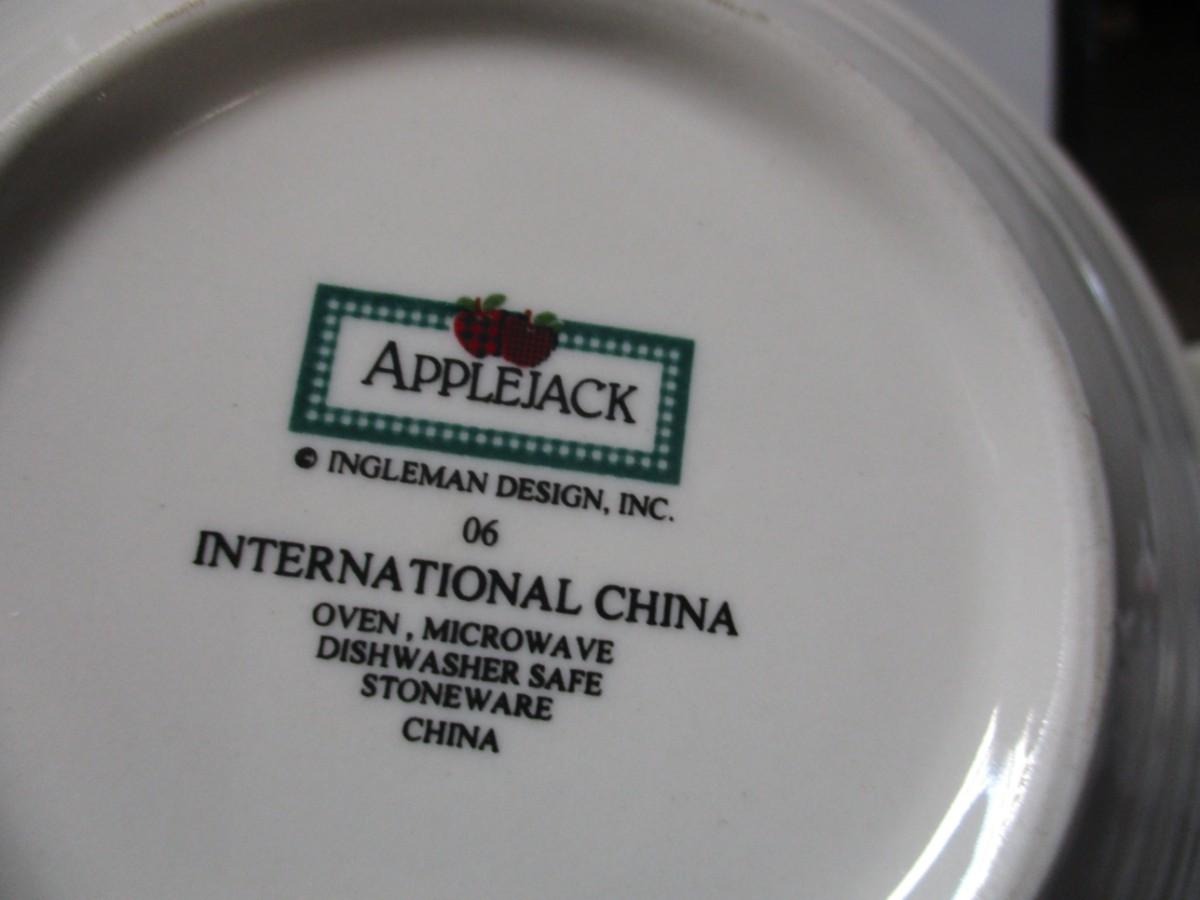 APPLEJACK
© INGLEMAN DESIGN, INC.
06
INTERNATIONAL CHINA
OVEN, MICROWAVE
DISHWASHER SAFE
STONEWARE
CHINA